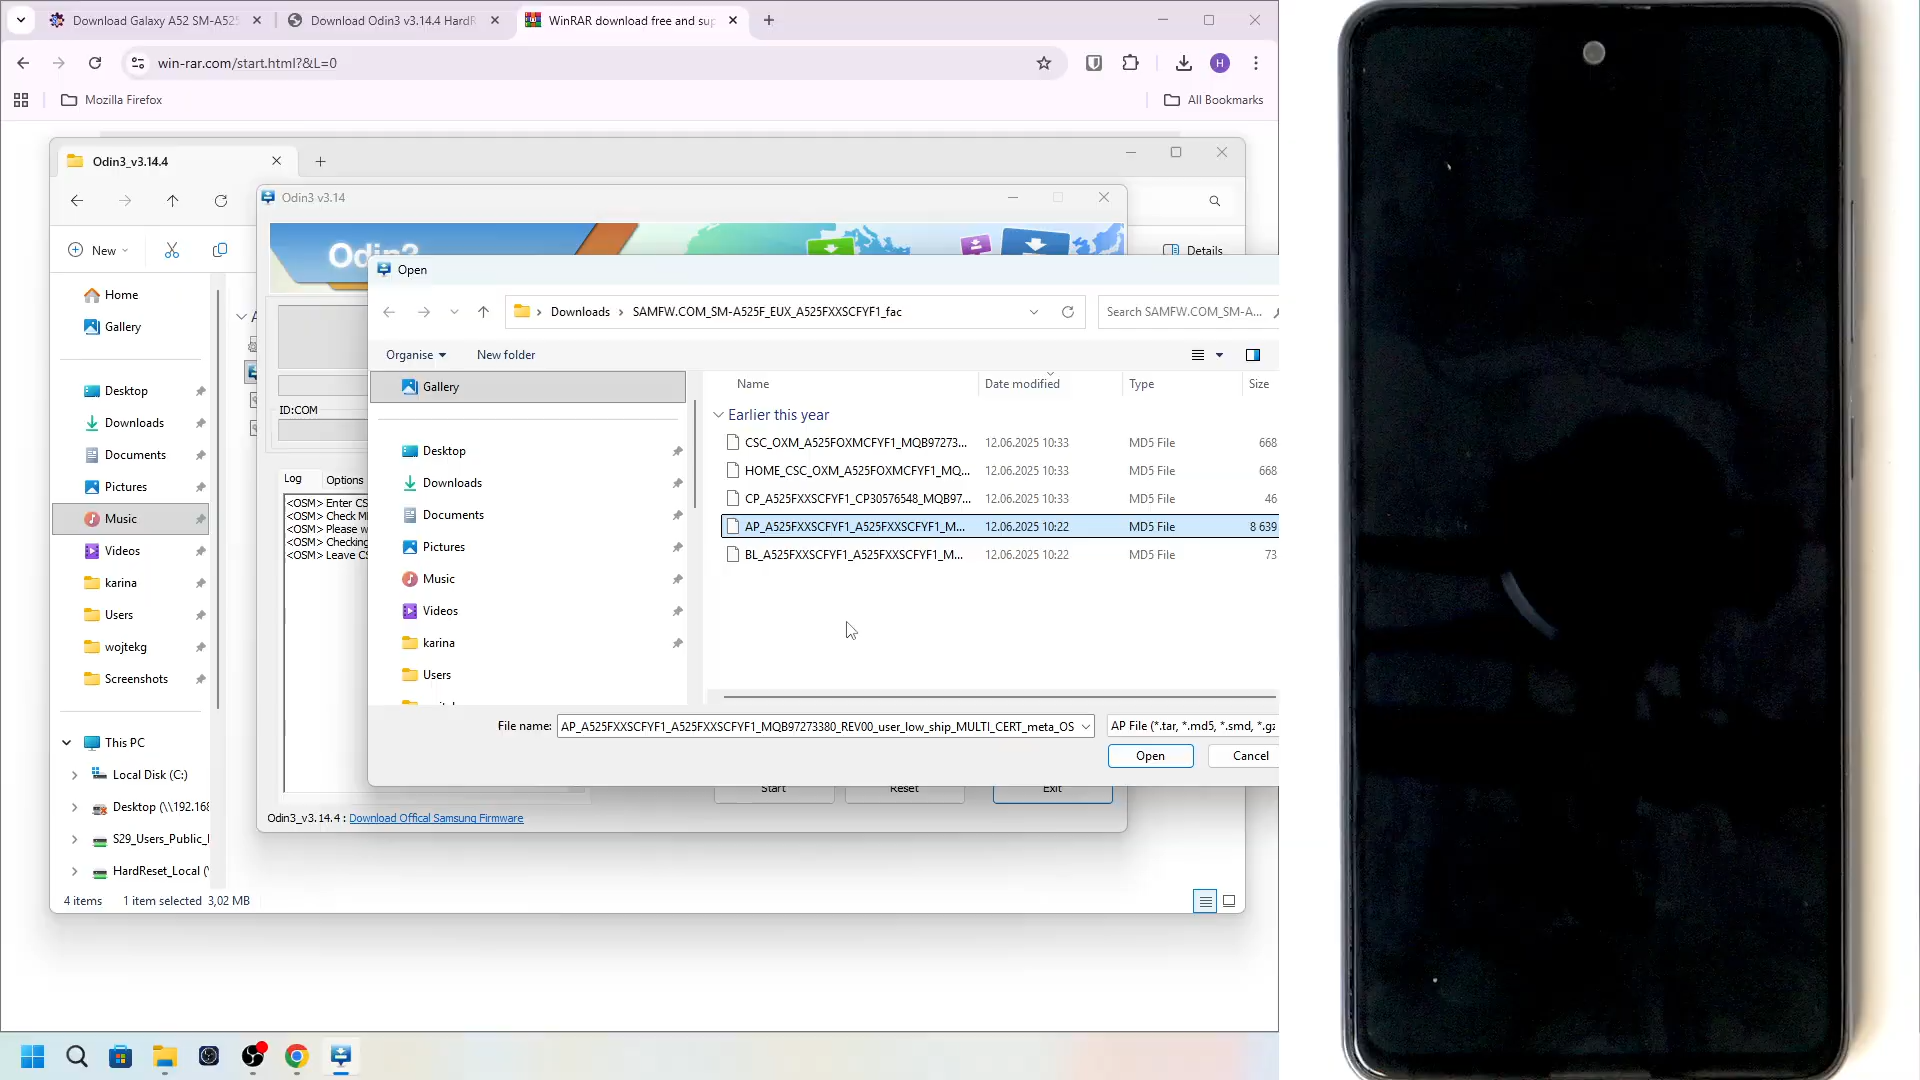 Download Galaxy A52 SM-A525
Download Odin3 v3.14.4 HardR
WinRAR download free and sup
win-rar.com/start.html?&L=0
H
Mozilla Firefox
All Bookmarks
Odin3_v3.14.4
New
Details
Home
Gallery
Desktop
Downloads
Documents
Pictures
Music
Videos
karina
Users
wojtekg
Screenshots
This PC
Local Disk (C:)
Desktop (\\192.168
S29_Users_Public_
HardReset_Local (\
4 items 1 item selected 3,02 MB
Odin3 v3.14
Odin3
ID:COM
Log
Options
<OSM> Enter CS
<OSM> Check M
<OSM> Please w
<OSM> Checking
<OSM> Leave CS
Start
Reset
Exit
Odin3_v3.14.4 : Download Offical Samsung Firmware
Open
Downloads > SAMFW.COM_SM-A525F_EUX_A525FXXSCFYF1_fac
Search SAMFW.COM_SM-A...
Organise
New folder
Gallery
Desktop
Downloads
Documents
Pictures
Music
Videos
karina
Users
Name Date modified Type Size
Earlier this year
CSC_OXM_A525FOXMCFYF1_MQB97273... 12.06.2025 10:33 MD5 File 668
HOME_CSC_OXM_A525FOXMCFYF1_MQ... 12.06.2025 10:33 MD5 File 668
CP_A525FXXSCFYF1_CP30576548_MQB97... 12.06.2025 10:33 MD5 File 46
AP_A525FXXSCFYF1_A525FXXSCFYF1_M... 12.06.2025 10:22 MD5 File 8 639
BL_A525FXXSCFYF1_A525FXXSCFYF1_M... 12.06.2025 10:22 MD5 File 73
File name: AP_A525FXXSCFYF1_A525FXXSCFYF1_MQB97273380_REV00_user_low_ship_MULTI_CERT_meta_OS
AP File (*.tar, *.md5, *.smd, *.gz
Open
Cancel